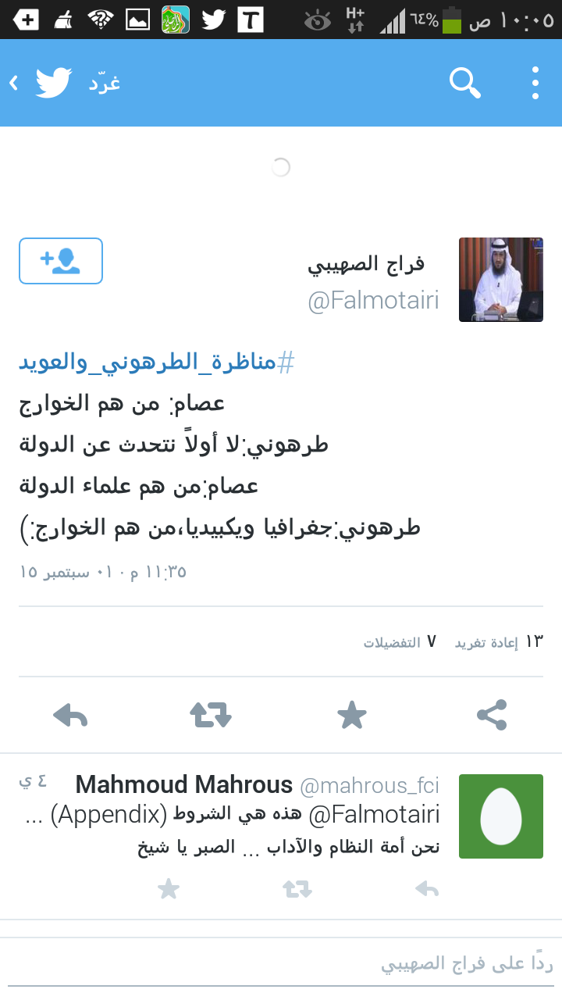 ١٠:٠٥ ص
٦٤%
H+
T
غرّد
فراج الصهيبي
@Falmotairi
#مناظرة_الطرهوني_والعويد
عصام: من هم الخوارج
طرهوني:لا أولاً نتحدث عن الدولة
عصام:من هم علماء الدولة
طرهوني:جغرافيا ويكبيديا،من هم الخوارج:)
١١:٣٥ م · ٠١ سبتمبر ١٥
١٣ إعادة تغريد ٧ التفضيلات
Mahmoud Mahrous @mahrous_fci ٤ ي
@Falmotairi هذه هي الشروط (Appendix) ...
نحن أمة النظام والآداب ... الصبر يا شيخ
ردًا على فراج الصهيبي